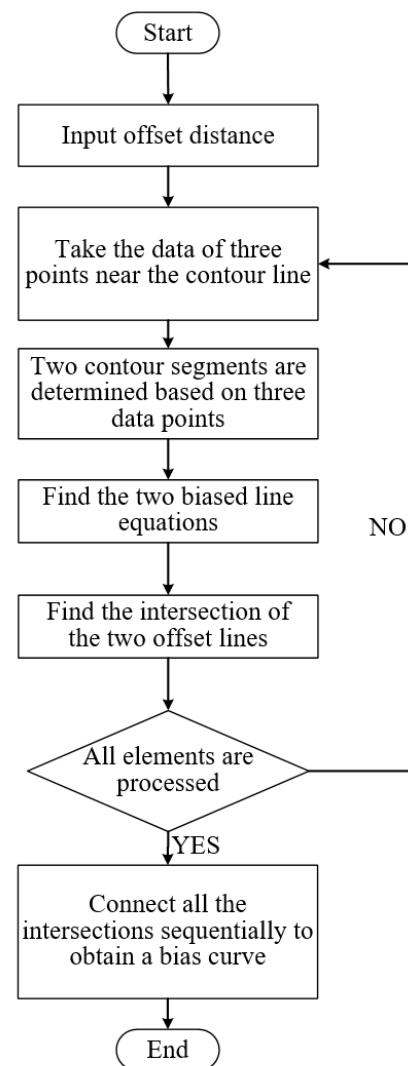 Start
Input offset distance
Take the data of three
points near the contour line
Two contour segments are
determined based on three
data points
Find the two biased line
equations
NO
Find the intersection of
the two offset lines
All elements are
processed
YES
Connect all the
intersections sequentially to
obtain a bias curve
End